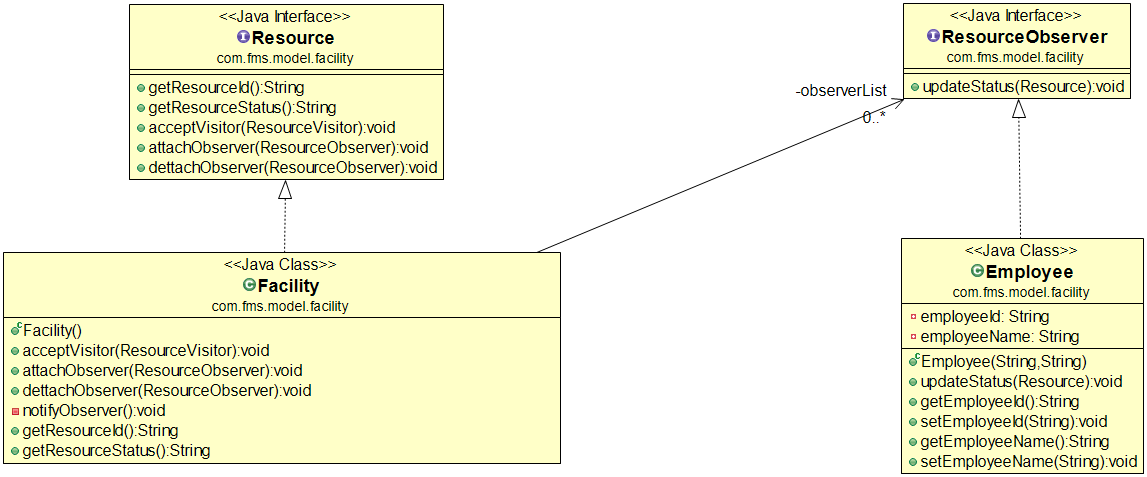 <<Java Interface>>
Resource
com.fms.model.facility
getResourceId():String
getResourceStatus():String
acceptVisitor(ResourceVisitor):void
attachObserver(ResourceObserver):void
dettachObserver(ResourceObserver):void
<<Java Interface>>
ResourceObserver
com.fms.model.facility
updateStatus(Resource):void
-observerList
0..*
<<Java Class>>
Facility
com.fms.model.facility
Facility()
acceptVisitor(ResourceVisitor):void
attachObserver(ResourceObserver):void
dettachObserver(ResourceObserver):void
notifyObserver():void
getResourceId():String
getResourceStatus():String
<<Java Class>>
Employee
com.fms.model.facility
employeeId: String
employeeName: String
Employee(String,String)
updateStatus(Resource):void
getEmployeeId():String
setEmployeeId(String):void
getEmployeeName():String
setEmployeeName(String):void